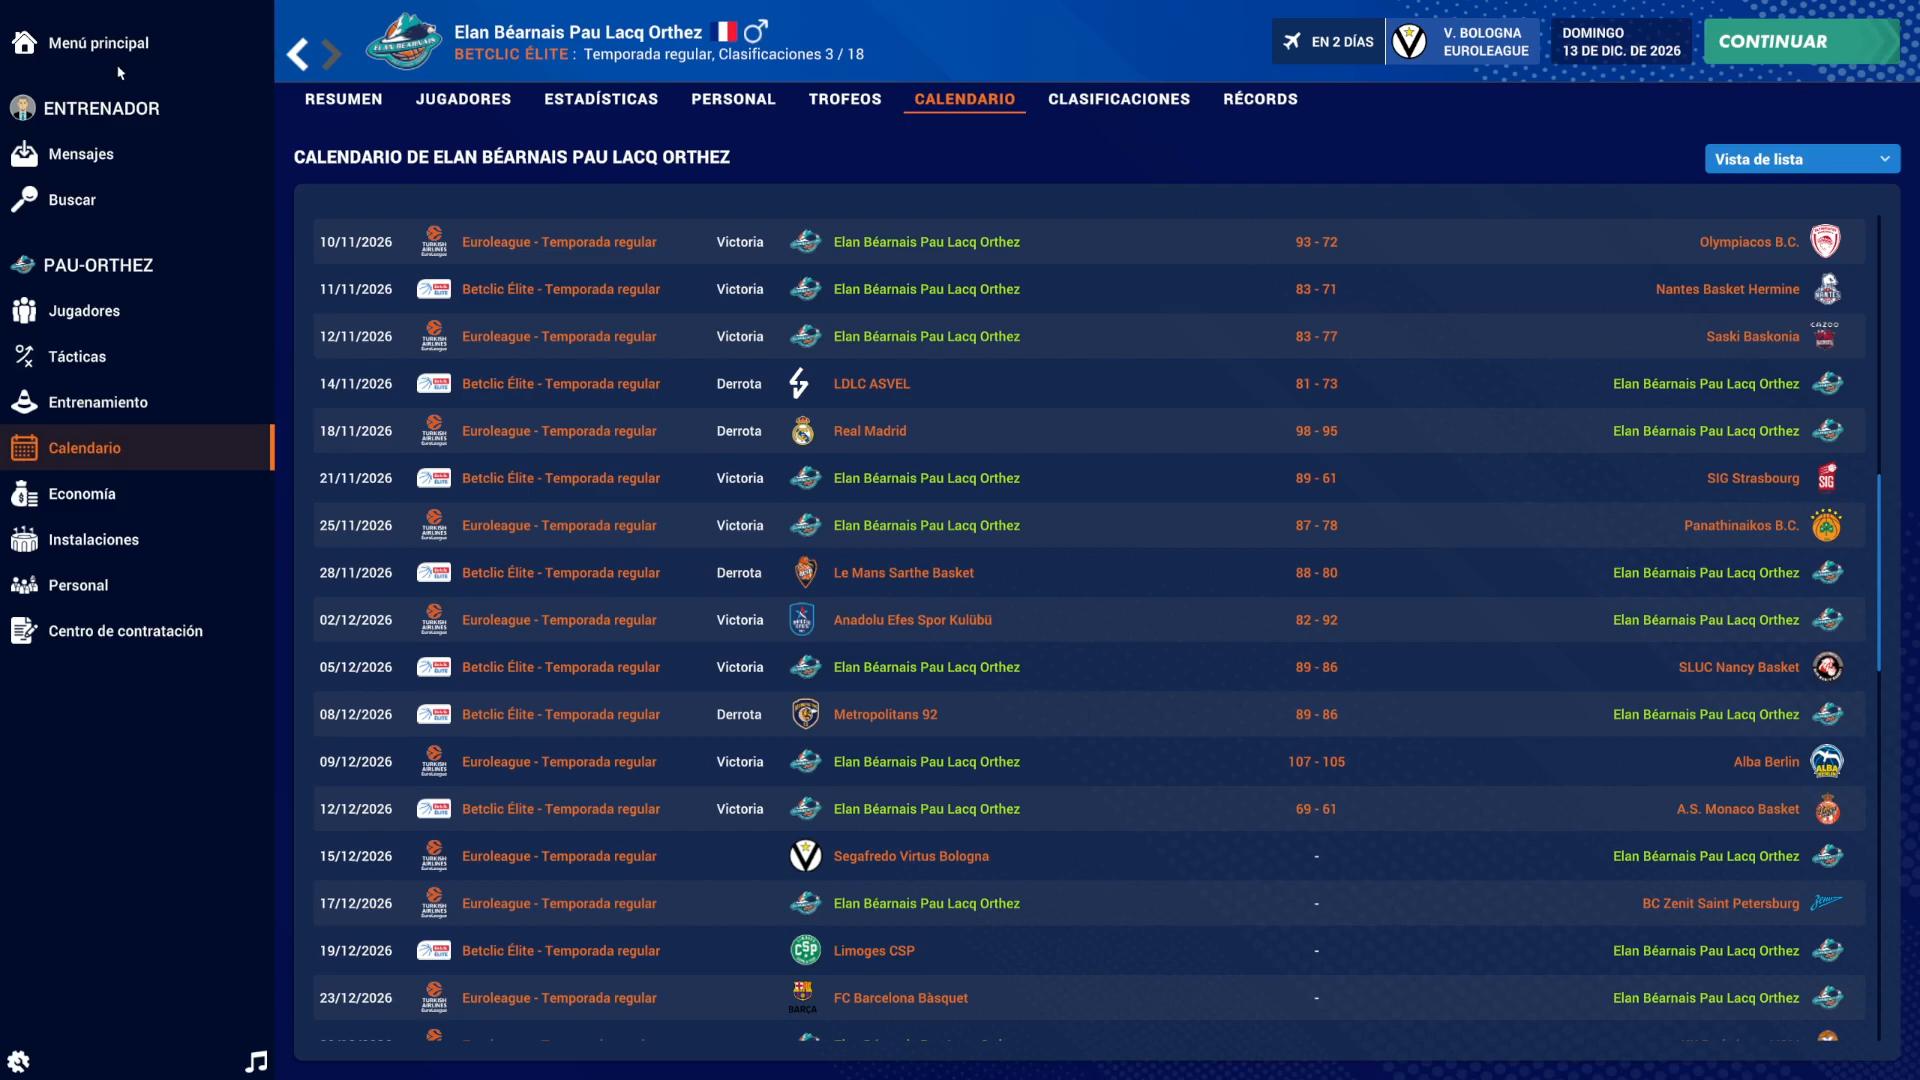 Menú principal
ENTRENADOR
Mensajes
Buscar
PAU-ORTHEZ
Jugadores
Tácticas
Entrenamiento
Calendario
Economía
Instalaciones
Personal
Centro de contratación
Elan Béarnais Pau Lacq Orthez
BETCLIC ÉLITE : Temporada regular, Clasificaciones 3 / 18
EN 2 DÍAS
V. BOLOGNA
EUROLEAGUE
DOMINGO
13 DE DIC. DE 2026
CONTINUAR
RESUMEN JUGADORES ESTADÍSTICAS PERSONAL TROFEOS CALENDARIO CLASIFICACIONES RÉCORDS
CALENDARIO DE ELAN BÉARNAIS PAU LACQ ORTHEZ
Vista de lista
10/11/2026 Euroleague - Temporada regular Victoria Elan Béarnais Pau Lacq Orthez 93 - 72 Olympiacos B.C.
11/11/2026 Betclic Élite - Temporada regular Victoria Elan Béarnais Pau Lacq Orthez 83 - 71 Nantes Basket Hermine
12/11/2026 Euroleague - Temporada regular Victoria Elan Béarnais Pau Lacq Orthez 83 - 77 Saski Baskonia
14/11/2026 Betclic Élite - Temporada regular Derrota LDLC ASVEL 81 - 73 Elan Béarnais Pau Lacq Orthez
18/11/2026 Euroleague - Temporada regular Derrota Real Madrid 98 - 95 Elan Béarnais Pau Lacq Orthez
21/11/2026 Betclic Élite - Temporada regular Victoria Elan Béarnais Pau Lacq Orthez 89 - 61 SIG Strasbourg
25/11/2026 Euroleague - Temporada regular Victoria Elan Béarnais Pau Lacq Orthez 87 - 78 Panathinaikos B.C.
28/11/2026 Betclic Élite - Temporada regular Derrota Le Mans Sarthe Basket 88 - 80 Elan Béarnais Pau Lacq Orthez
02/12/2026 Euroleague - Temporada regular Victoria Anadolu Efes Spor Kulübü 82 - 92 Elan Béarnais Pau Lacq Orthez
05/12/2026 Betclic Élite - Temporada regular Victoria Elan Béarnais Pau Lacq Orthez 89 - 86 SLUC Nancy Basket
08/12/2026 Betclic Élite - Temporada regular Derrota Metropolitans 92 89 - 86 Elan Béarnais Pau Lacq Orthez
09/12/2026 Euroleague - Temporada regular Victoria Elan Béarnais Pau Lacq Orthez 107 - 105 Alba Berlin
12/12/2026 Betclic Élite - Temporada regular Victoria Elan Béarnais Pau Lacq Orthez 69 - 61 A.S. Monaco Basket
15/12/2026 Euroleague - Temporada regular Segafredo Virtus Bologna - Elan Béarnais Pau Lacq Orthez
17/12/2026 Euroleague - Temporada regular Elan Béarnais Pau Lacq Orthez - BC Zenit Saint Petersburg
19/12/2026 Betclic Élite - Temporada regular Limoges CSP - Elan Béarnais Pau Lacq Orthez
23/12/2026 Euroleague - Temporada regular FC Barcelona Bàsquet - Elan Béarnais Pau Lacq Orthez